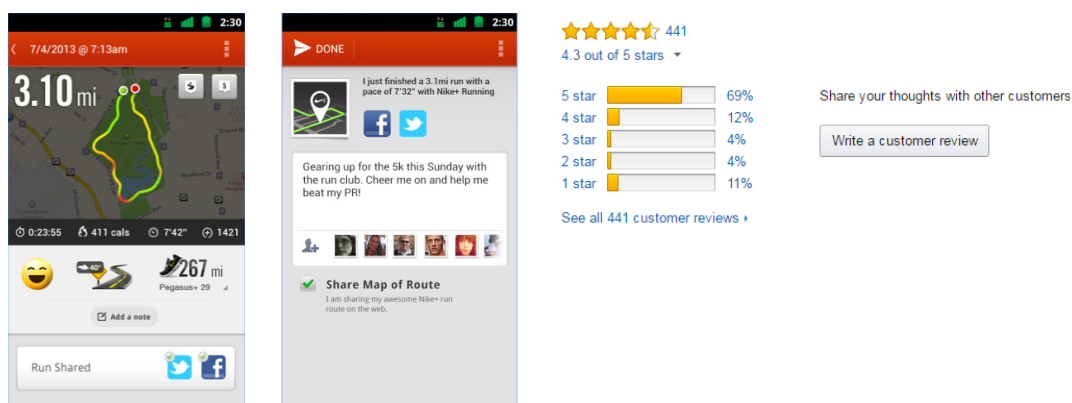 2:30
7/4/2013 @ 7:13am
3.10 mi
0:23:55 411 cals 7'42" 1421
40°
267 mi
Pegasus+ 29
Add a note
Run Shared
2:30
DONE
I just finished a 3.1mi run with a
pace of 7'32" with Nike+ Running
Gearing up for the 5k this Sunday with
the run club. Cheer me on and help me
beat my PR!
Share Map of Route
I am sharing my awesome Nike+ run
route on the web.
441
4.3 out of 5 stars
5 star 69%
4 star 12%
3 star 4%
2 star 4%
1 star 11%
See all 441 customer reviews
Share your thoughts with other customers
Write a customer review